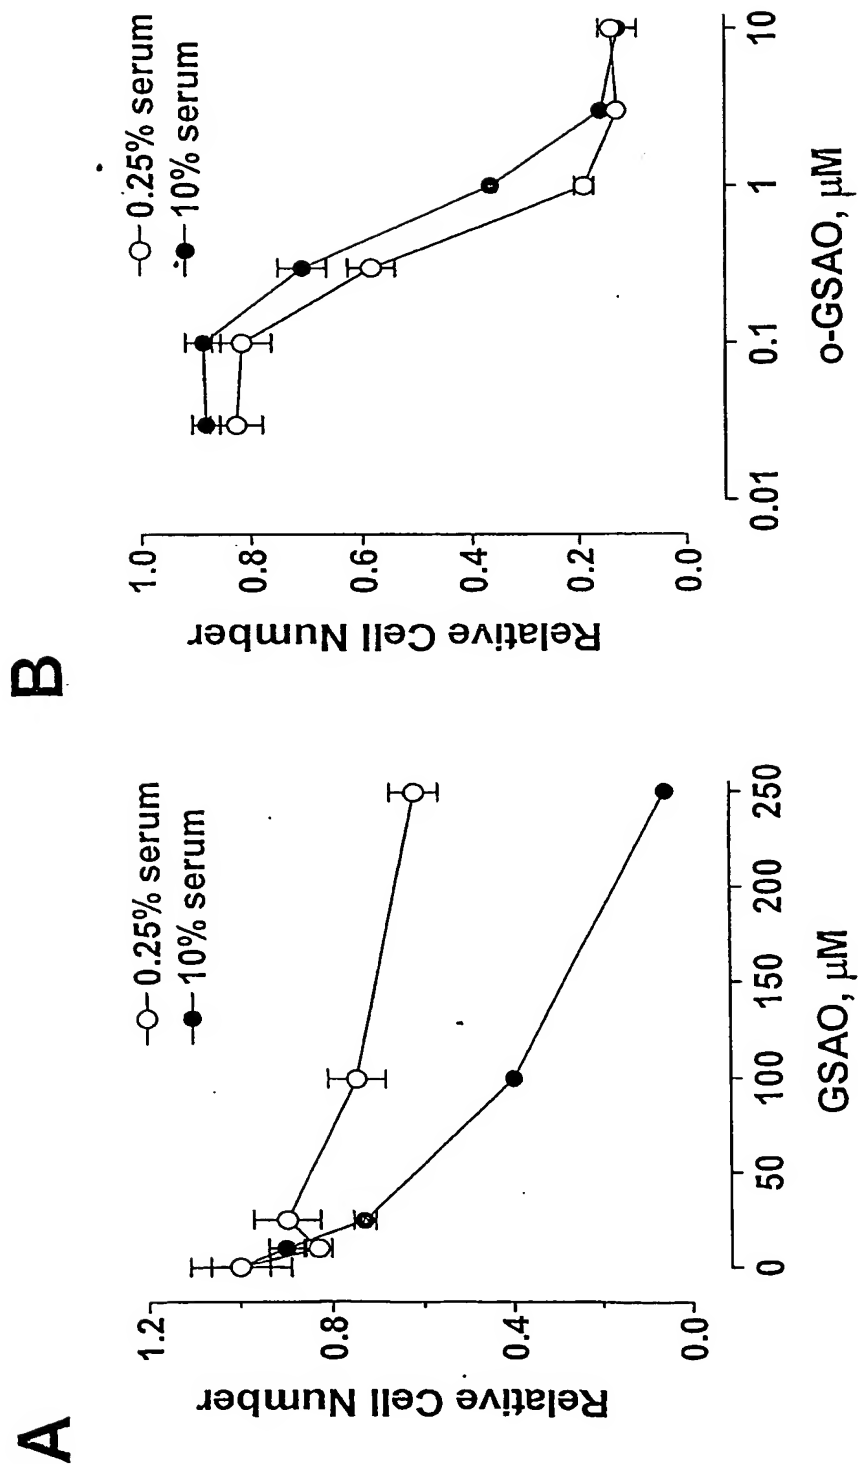 A
Relative Cell Number
1.2
0.8
0.4
0.0
0.25% serum
10% serum
0
50
100
150
200
250
GSAO, μM
B
Relative Cell Number
1.0
0.8
0.6
0.4
0.2
0.0
0.25% serum
10% serum
0.01
0.1
1
10
o-GSAO, μM